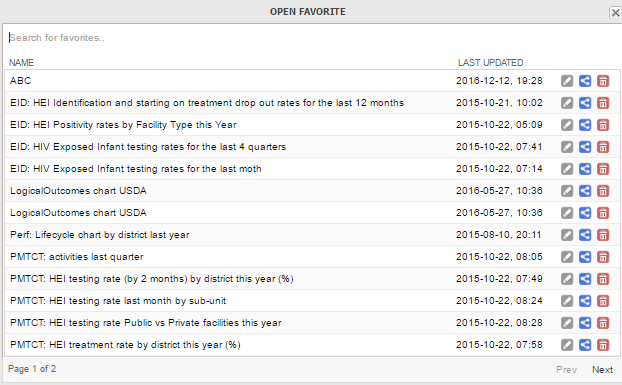 OPEN FAVORITE
Search for favorites..
NAME LAST UPDATED
ABC 2016-12-12, 19:28
EID: HEI Identification and starting on treatment drop out rates for the last 12 months 2015-10-21, 10:02
EID: HEI Positivity rates by Facility Type this Year 2015-10-22, 05:09
EID: HIV Exposed Infant testing rates for the last 4 quarters 2015-10-22, 07:41
EID: HIV Exposed Infant testing rates for the last moth 2015-10-22, 07:14
LogicalOutcomes chart USDA 2016-05-27, 10:36
LogicalOutcomes chart USDA 2016-05-27, 10:36
Perf: Lifecycle chart by district last year 2015-08-10, 20:11
PMTCT: activities last quarter 2015-10-22, 08:05
PMTCT: HEI testing rate (by 2 months) by district this year (%) 2015-10-22, 07:49
PMTCT: HEI testing rate last month by sub-unit 2015-10-22, 08:24
PMTCT: HEI testing rate Public vs Private facilities this year 2015-10-22, 08:28
PMTCT: HEI treatment rate by district this year (%) 2015-10-22, 07:58
Page 1 of 2 Prev Next